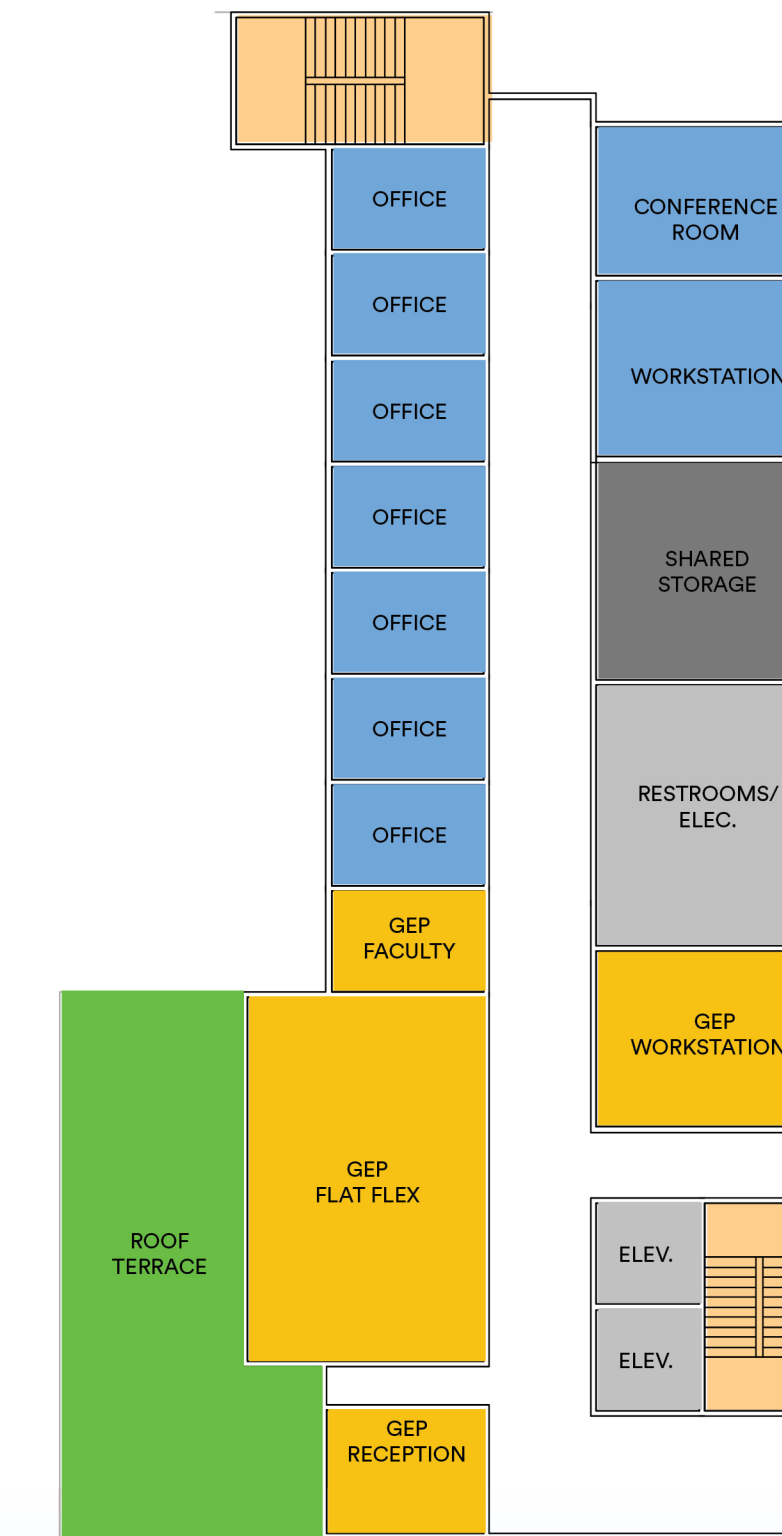 OFFICE
CONFERENCE
ROOM
OFFICE
WORKSTATION
OFFICE
OFFICE
SHARED
STORAGE
OFFICE
OFFICE
RESTROOMS/
ELEC.
OFFICE
GEP
FACULTY
GEP
WORKSTATION
GEP
FLAT FLEX
ROOF
TERRACE
ELEV.
ELEV.
GEP
RECEPTION